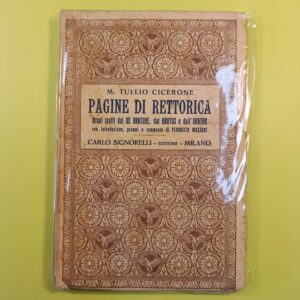 M. TULLIO CICERONE
PAGINE DI RETTORICA
Brani scelti dal DE ORATORE, dal BRUTUS e dall'ORATOR
con introduzione, proemi e commento di FERRUCCIO MAZZARI
CARLO SIGNORELLI - EDITORE - MILANO